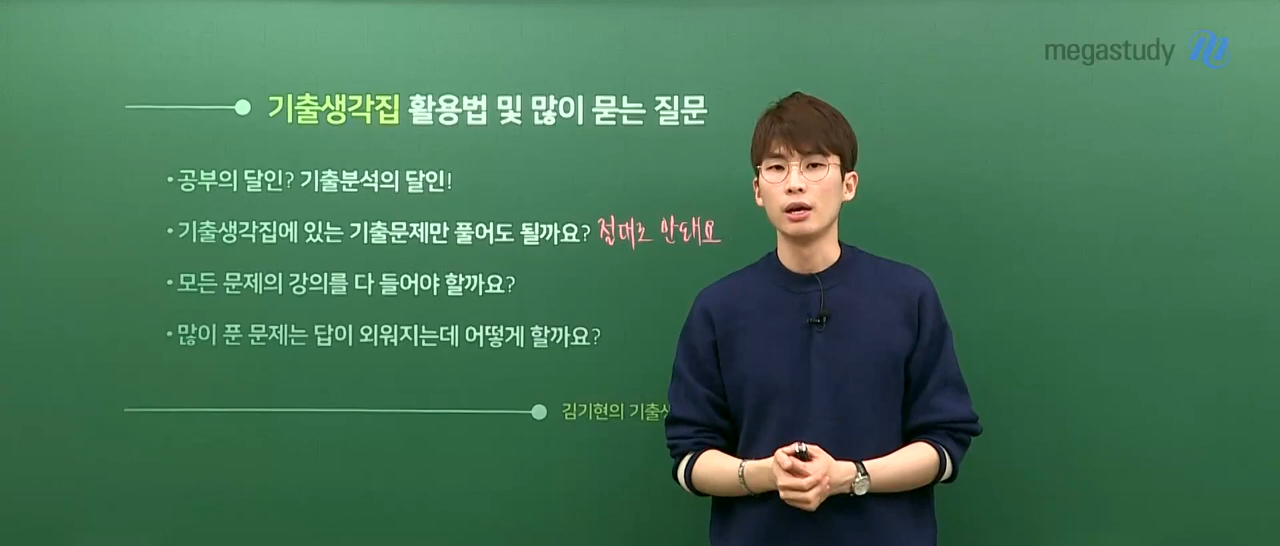 megastudy
기출생각집 활용법 및 많이 묻는 질문
•공부의 달인? 기출분석의 달인!
•기출생각집에 있는 기출문제만 풀어도 될까요? 절대로 안돼요
•모든 문제의 강의를 다 들어야 할까요?
•많이 푼 문제는 답이 외워지는데 어떻게 할까요?
김기현의